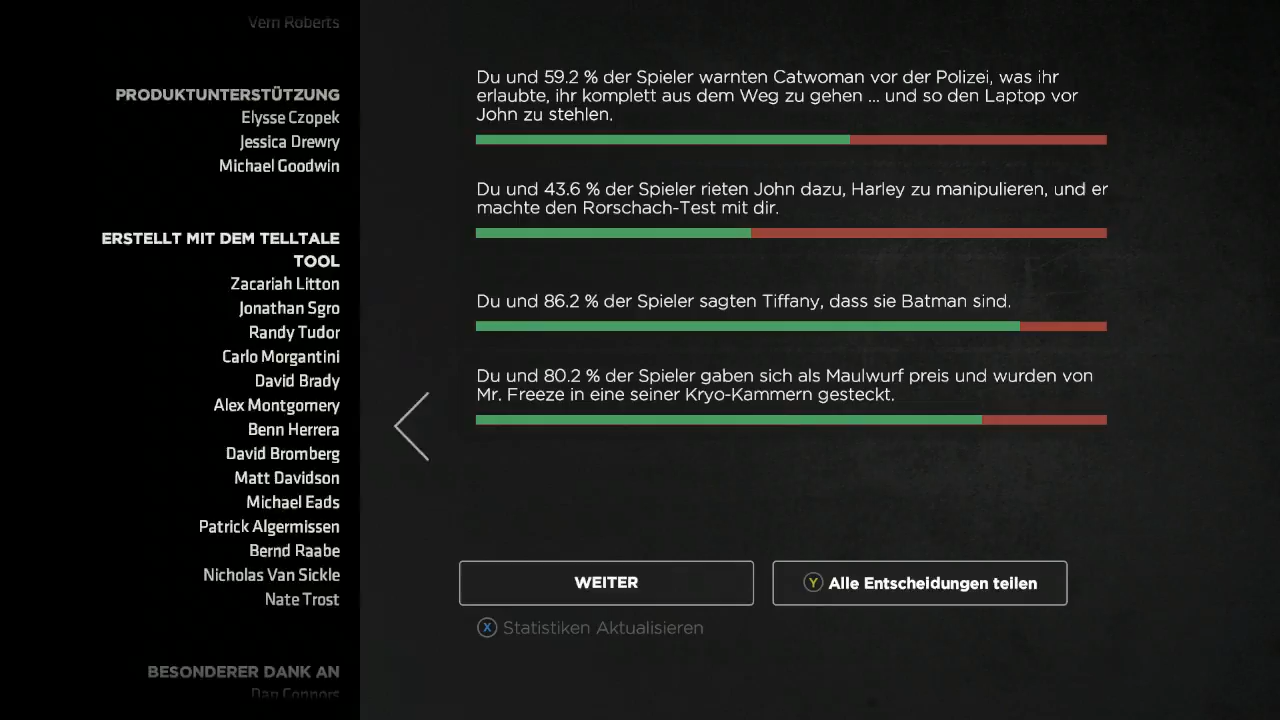 Vern Roberts
PRODUKTUNTERSTÜTZUNG
Elysse Czopek
Jessica Drewry
Michael Goodwin
ERSTELLT MIT DEM TELLTALE
TOOL
Zacariah Litton
Jonathan Sgro
Randy Tudor
Carlo Morgantini
David Brady
Alex Montgomery
Benn Herrera
David Bromberg
Matt Davidson
Michael Eads
Patrick Algermissen
Bernd Raabe
Nicholas Van Sickle
Nate Trost
BESONDERER DANK AN
Dan Connors
Du und 59.2 % der Spieler warnten Catwoman vor der Polizei, was ihr
erlaubte, ihr komplett aus dem Weg zu gehen ... und so den Laptop vor
John zu stehlen.
Du und 43.6 % der Spieler rieten John dazu, Harley zu manipulieren, und er
machte den Rorschach-Test mit dir.
Du und 86.2 % der Spieler sagten Tiffany, dass sie Batman sind.
Du und 80.2 % der Spieler gaben sich als Maulwurf preis und wurden von
Mr. Freeze in eine seiner Kryo-Kammern gesteckt.
WEITER
Y Alle Entscheidungen teilen
X Statistiken Aktualisieren